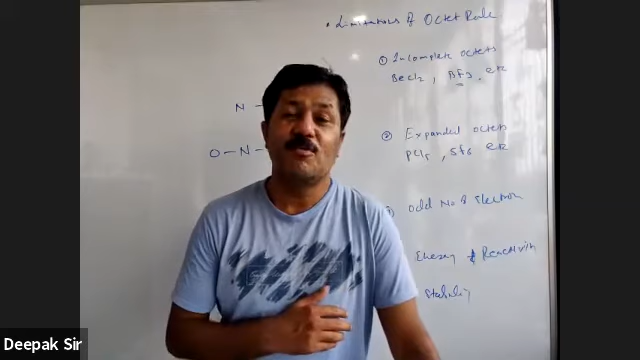 • Limitations of Octet Rule
① Incomplete octets
BeCl₂, BF₃, etc
N –
② Expanded octets
O – N –
PCl₅, SF₆ etc
Odd No of Electron
Energy & Reactivity
Stability
Deepak Sir